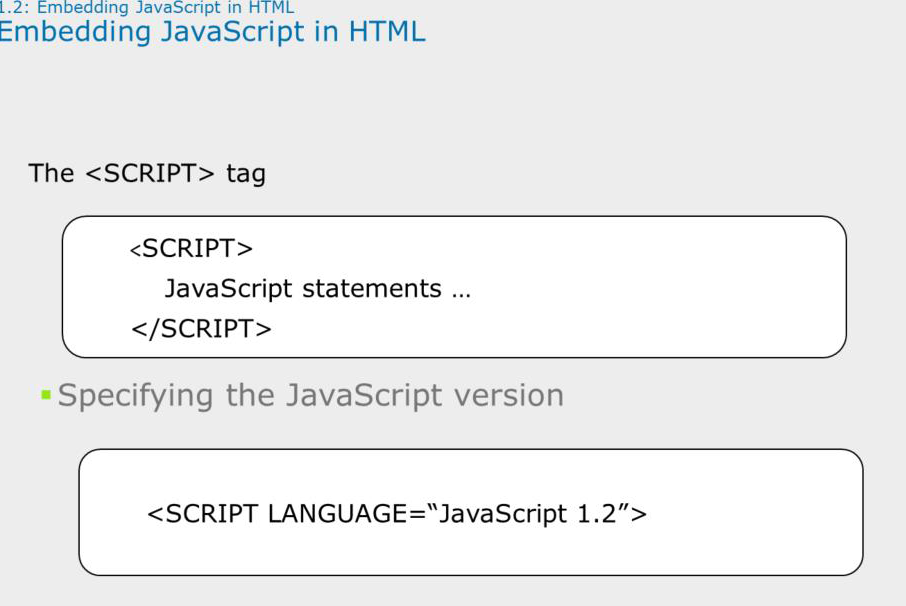 1.2: Embedding JavaScript in HTML
Embedding JavaScript in HTML
The <SCRIPT> tag
<SCRIPT>
JavaScript statements …
</SCRIPT>
Specifying the JavaScript version
<SCRIPT LANGUAGE=“JavaScript 1.2”>